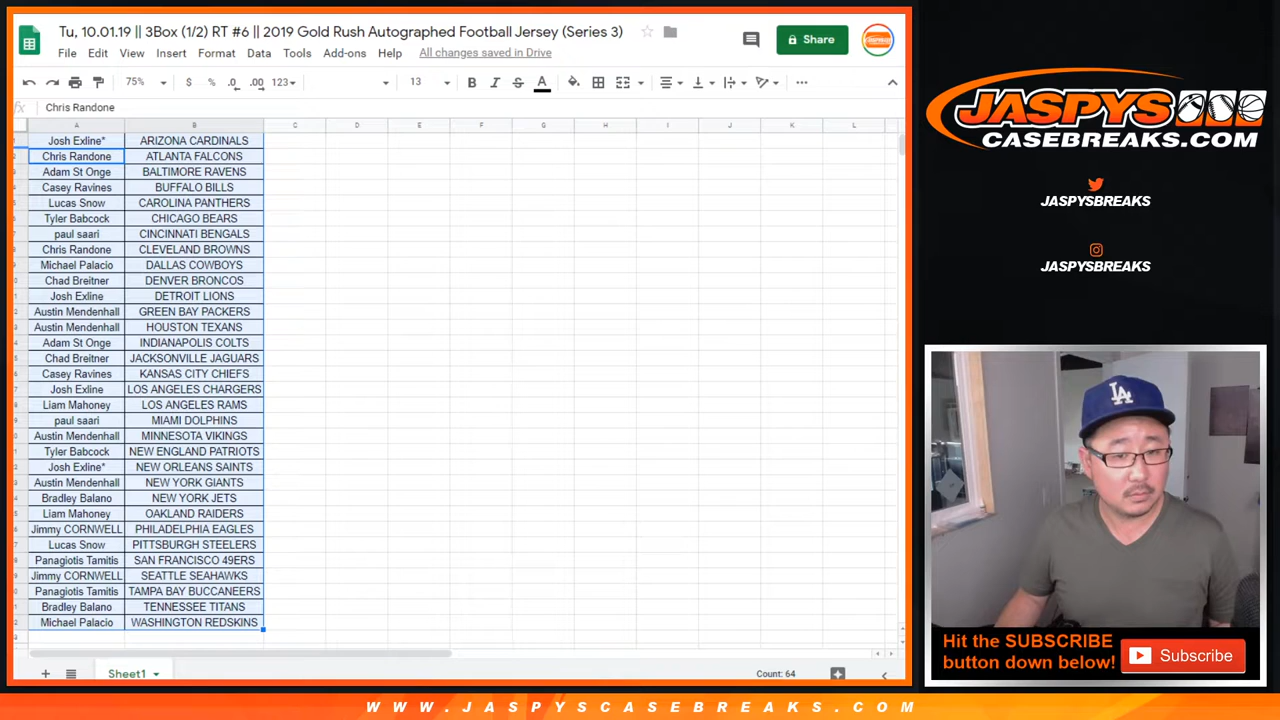 Tu, 10.01.19 || 3Box (1/2) RT #6 || 2019 Gold Rush Autographed Football Jersey (Series 3)
File Edit View Insert Format Data Tools Add-ons Help All changes saved in Drive
Share
75% $ % .0 .00 123 13 B I S A
fx Chris Randone
A B C D E F G H I J K L
Josh Exline* ARIZONA CARDINALS
Chris Randone ATLANTA FALCONS
Adam St Onge BALTIMORE RAVENS
Casey Ravines BUFFALO BILLS
Lucas Snow CAROLINA PANTHERS
Tyler Babcock CHICAGO BEARS
paul saari CINCINNATI BENGALS
Chris Randone CLEVELAND BROWNS
Michael Palacio DALLAS COWBOYS
Chad Breitner DENVER BRONCOS
Josh Exline DETROIT LIONS
Austin Mendenhall GREEN BAY PACKERS
Austin Mendenhall HOUSTON TEXANS
Adam St Onge INDIANAPOLIS COLTS
Chad Breitner JACKSONVILLE JAGUARS
Casey Ravines KANSAS CITY CHIEFS
Josh Exline LOS ANGELES CHARGERS
Liam Mahoney LOS ANGELES RAMS
paul saari MIAMI DOLPHINS
Austin Mendenhall MINNESOTA VIKINGS
Tyler Babcock NEW ENGLAND PATRIOTS
Josh Exline* NEW ORLEANS SAINTS
Austin Mendenhall NEW YORK GIANTS
Bradley Balano NEW YORK JETS
Liam Mahoney OAKLAND RAIDERS
Jimmy CORNWELL PHILADELPHIA EAGLES
Lucas Snow PITTSBURGH STEELERS
Panagiotis Tamitis SAN FRANCISCO 49ERS
Jimmy CORNWELL SEATTLE SEAHAWKS
Panagiotis Tamitis TAMPA BAY BUCCANEERS
Bradley Balano TENNESSEE TITANS
Michael Palacio WASHINGTON REDSKINS
Sheet1
Count: 64
JASPYS
CASEBREAKS.COM
JASPYSBREAKS
JASPYSBREAKS
LA
Hit the SUBSCRIBE
button down below!
Subscribe
WWW.JASPYSCASEBREAKS.COM